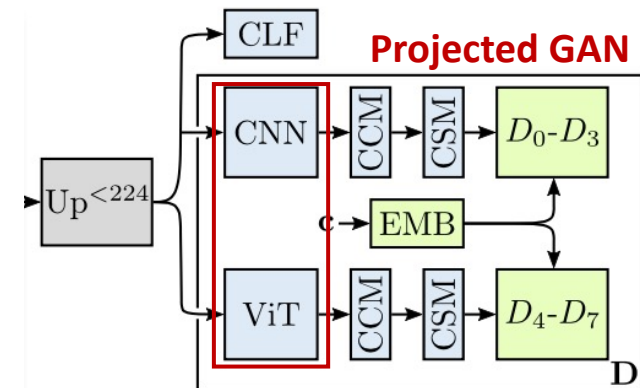 CLF
Projected GAN
CNN
CCM
CSM
D₀-D₃
Up<224
c
EMB
ViT
CCM
CSM
D₄-D₇
D